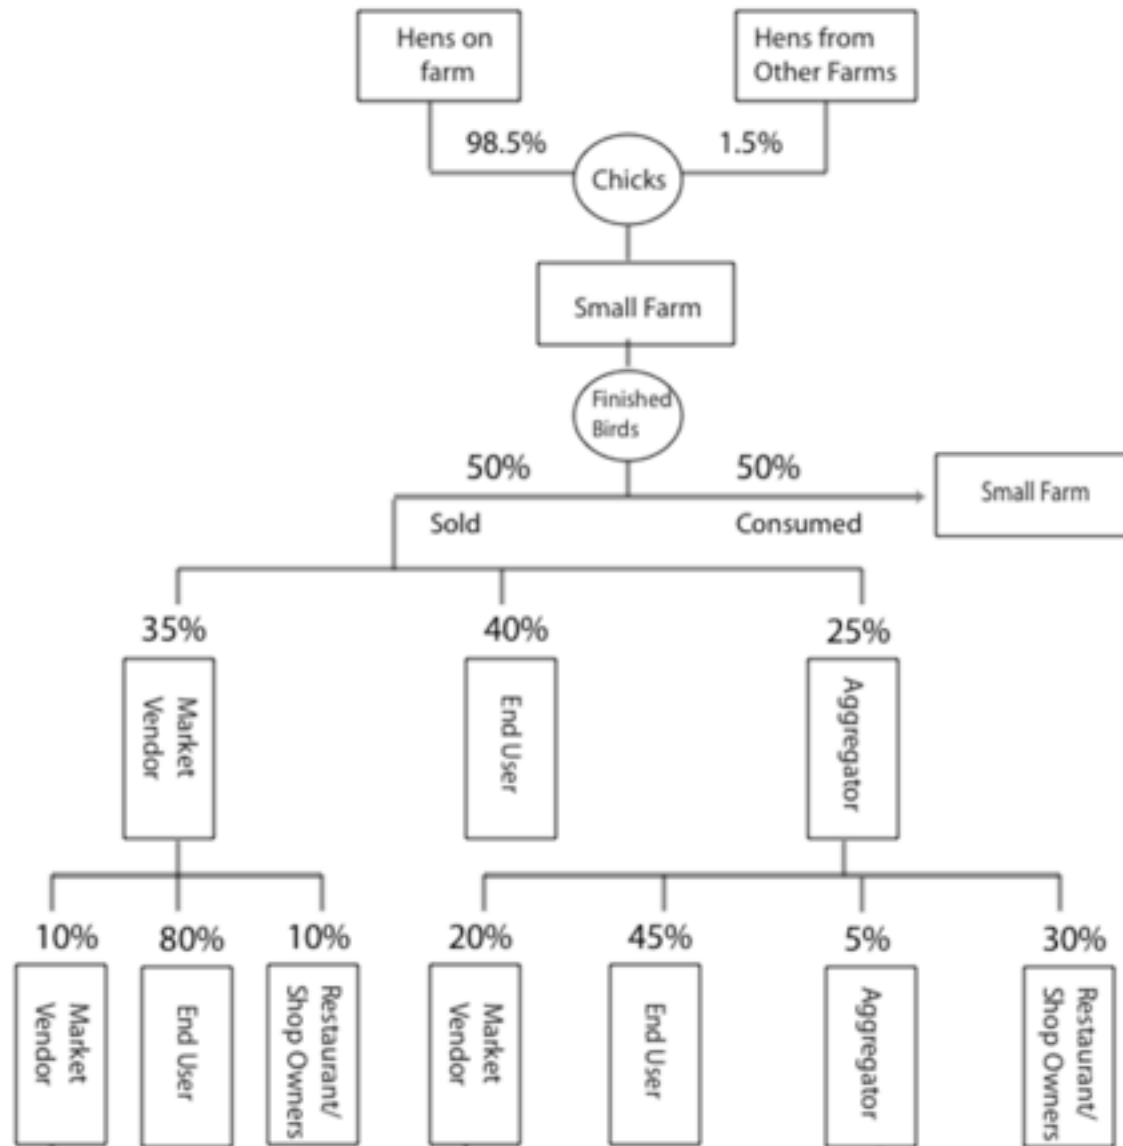 Hens on
farm
Hens from
Other Farms
98.5%
1.5%
Chicks
Small Farm
Finished
Birds
50%
50%
Small Farm
Sold
Consumed
35%
40%
25%
Market
Vendor
End User
Aggregator
10%
80%
10%
20%
45%
5%
30%
Market
Vendor
End User
Restaurant/
Shop Owners
Market
Vendor
End User
Aggregator
Restaurant/
Shop Owners